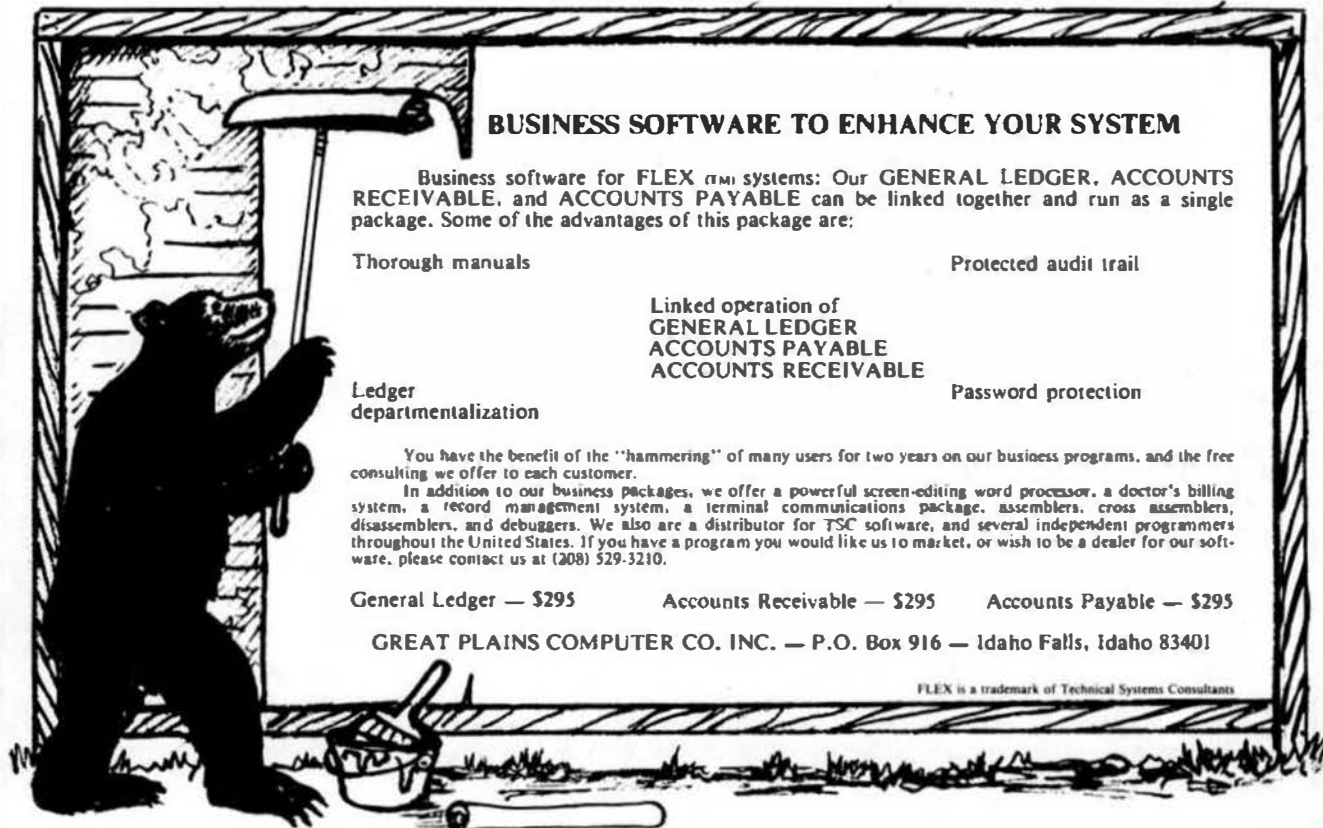 BUSINESS SOFTWARE TO ENHANCE YOUR SYSTEM
Business software for FLEX (TM) systems: Our GENERAL LEDGER, ACCOUNTS
RECEIVABLE, and ACCOUNTS PAYABLE can be linked together and run as a single
package. Some of the advantages of this package are:
Thorough manuals Protected audit trail
Linked operation of
GENERAL LEDGER
ACCOUNTS PAYABLE
ACCOUNTS RECEIVABLE
Ledger Password protection
departmentalization
You have the benefit of the "hammering" of many users for two years on our business programs, and the free
consulting we offer to each customer.
In addition to our business packages, we offer a powerful screen-editing word processor, a doctor's billing
system, a record management system, a terminal communications package, assemblers, cross assemblers,
disassemblers, and debuggers. We also are a distributor for TSC software, and several independent programmers
throughout the United States. If you have a program you would like us to market, or wish to be a dealer for our soft-
ware, please contact us at (208) 529-3210.
General Ledger — $295 Accounts Receivable — $295 Accounts Payable — $295
GREAT PLAINS COMPUTER CO. INC. — P.O. Box 916 — Idaho Falls, Idaho 83401
FLEX is a trademark of Technical Systems Consultants